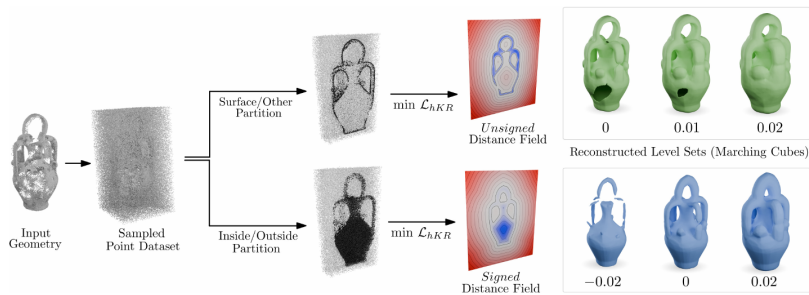 Input
Geometry
Sampled
Point Dataset
Surface/Other
Partition
Inside/Outside
Partition
min ℒhKR
min ℒhKR
Unsigned
Distance Field
Signed
Distance Field
0
0.01
0.02
Reconstructed Level Sets (Marching Cubes)
−0.02
0
0.02